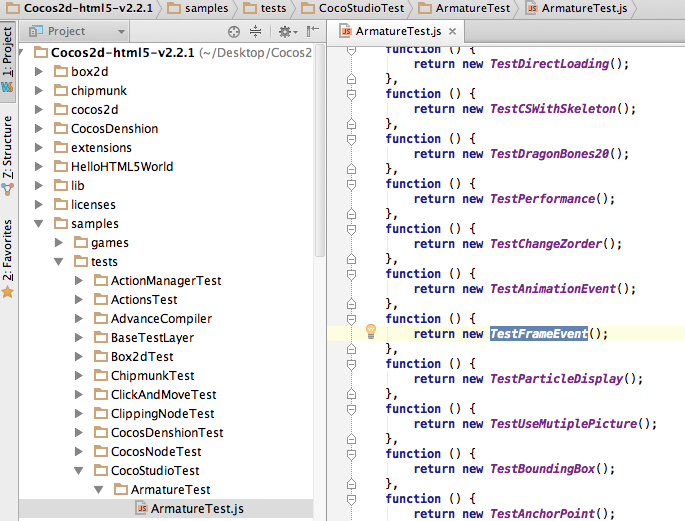 Cocos2d-html5-v2.2.1 samples tests CocoStudioTest ArmatureTest ArmatureTest.js
1: Project
7: Structure
2: Favorites
Project
Cocos2d-html5-v2.2.1 (~/Desktop/Cocos2
box2d
chipmunk
cocos2d
CocosDenshion
extensions
HelloHTML5World
lib
licenses
samples
games
tests
ActionManagerTest
ActionsTest
AdvanceCompiler
BaseTestLayer
Box2dTest
ChipmunkTest
ClickAndMoveTest
ClippingNodeTest
CocosDenshionTest
CocosNodeTest
CocoStudioTest
ArmatureTest
ArmatureTest.js
ArmatureTest.js
function () {
return new TestDirectLoading();
},
function () {
return new TestCSWithSkeleton();
},
function () {
return new TestDragonBones20();
},
function () {
return new TestPerformance();
},
function () {
return new TestChangeZorder();
},
function () {
return new TestAnimationEvent();
},
function () {
return new TestFrameEvent();
},
function () {
return new TestParticleDisplay();
},
function () {
return new TestUseMutiplePicture();
},
function () {
return new TestBoundingBox();
},
function () {
return new TestAnchorPoint();